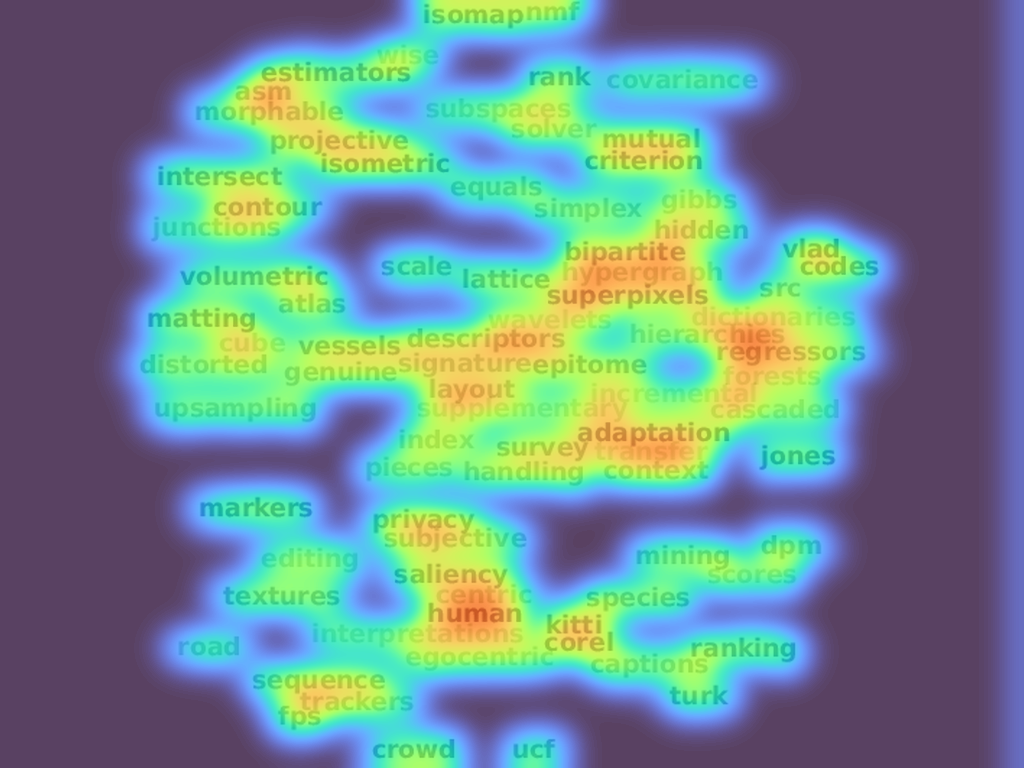 isomap nmf
wise
estimators rank covariance
asm
morphable subspaces
solver
projective mutual
isometric criterion
intersect equals
gibbs
contour simplex
junctions hidden
bipartite vlad
scale codes
volumetric lattice hypergraph
src
atlas superpixels
matting wavelets dictionaries
hierarchies
cube vessels descriptors regressors
distorted genuine signature epitome
forests
layout incremental
upsampling supplementary cascaded
adaptation
index survey transfer jones
pieces handling context
markers
privacy
subjective dpm
editing mining
saliency scores
textures centric species
human
interpretations kitti
road corel ranking
egocentric captions
sequence
trackers turk
fps
crowd ucf